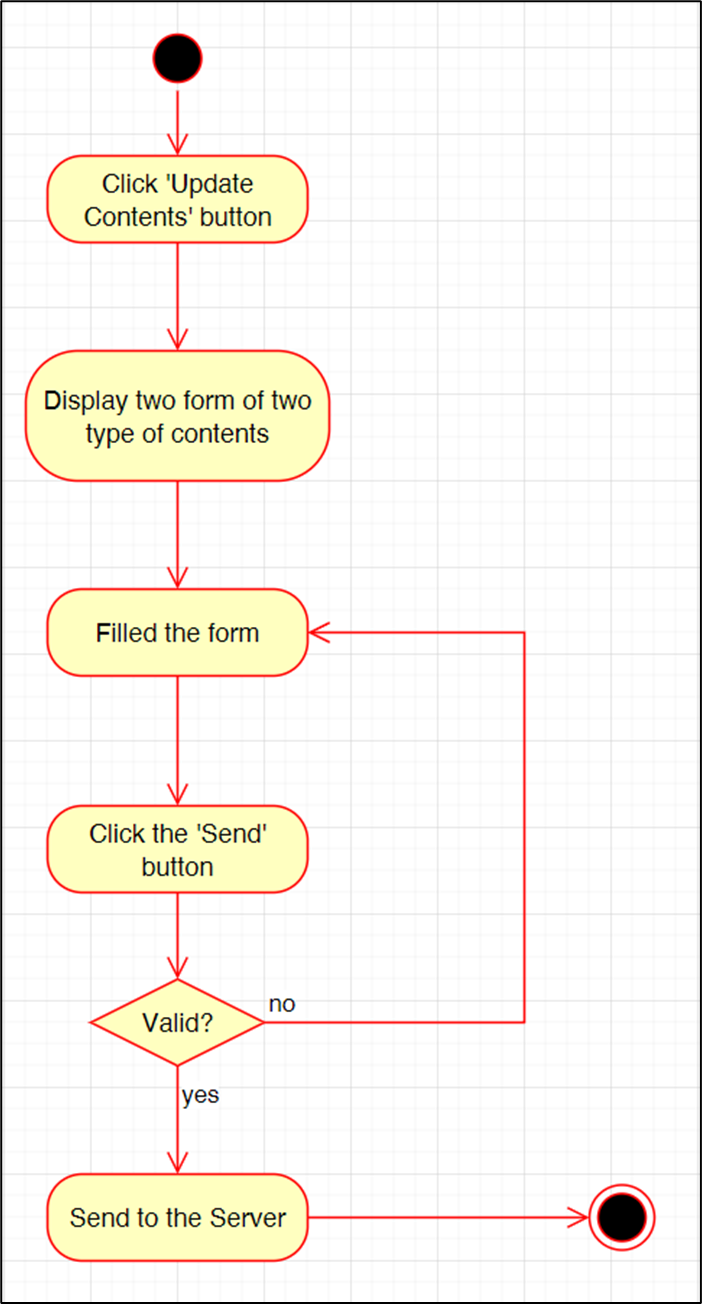 Click 'Update
Contents' button
Display two form of two
type of contents
Filled the form
Click the 'Send'
button
Valid?
no
yes
Send to the Server